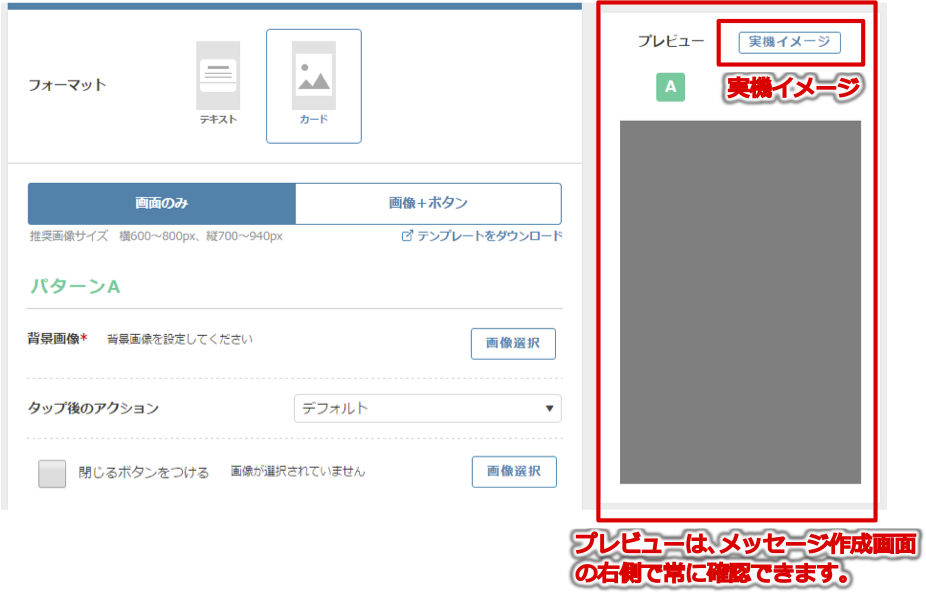 フォーマット
テキスト
カード
画面のみ
画像+ボタン
推奨画像サイズ 横600～800px、縦700～940px
テンプレートをダウンロード
パターンA
背景画像* 背景画像を設定してください
画像選択
タップ後のアクション
デフォルト
閉じるボタンをつける 画像が選択されていません
画像選択
プレビュー
実機イメージ
A
実機イメージ
プレビューは、メッセージ作成画面
の右側で常に確認できます。